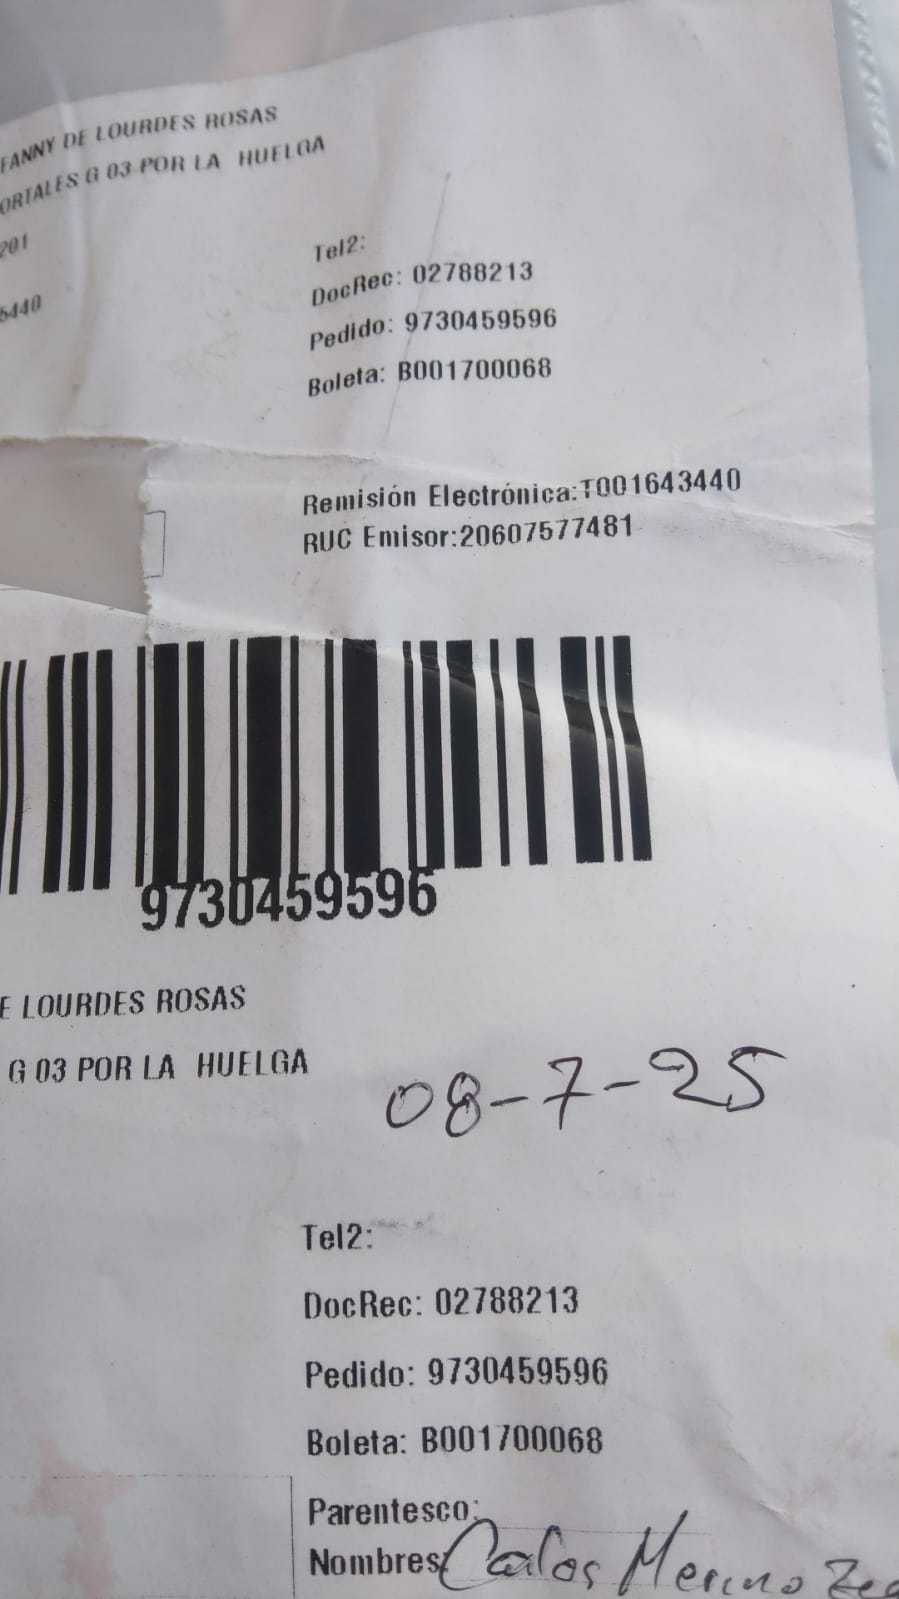 FANNY DE LOURDES ROSAS
ORTALES G 03 POR LA HUELGA
201
Tel2:
5440
DocRec: 02788213
Pedido: 9730459596
Boleta: B001700068
Remisión Electrónica:T001643440
RUC Emisor:20607577481
9730459596
E LOURDES ROSAS
G 03 POR LA HUELGA
08-7-25
Tel2:
DocRec: 02788213
Pedido: 9730459596
Boleta: B001700068
Parentesco:
Nombres: Carlos Merino